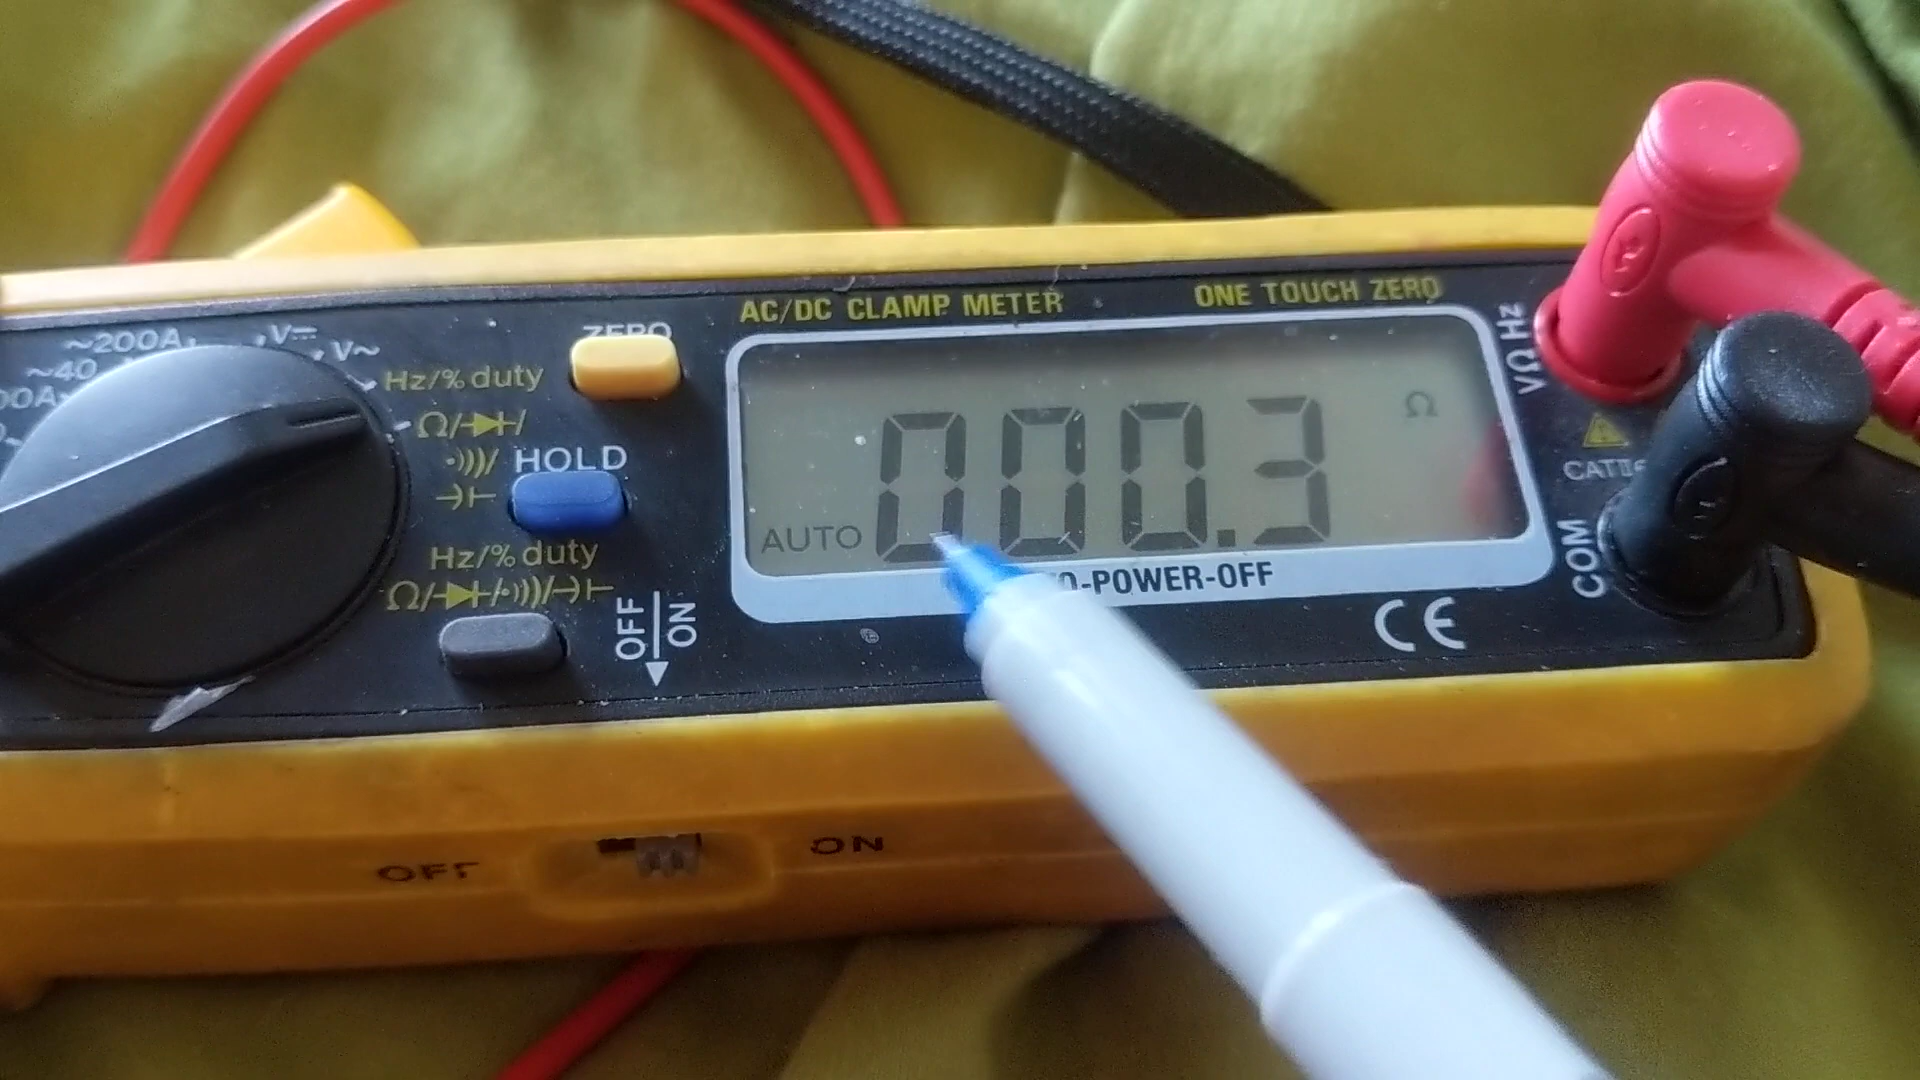 AC/DC CLAMP METER
ONE TOUCH ZERO
~200A
V⎓
V~
~40
Hz/% duty
ZERO
Ω/
HOLD
AUTO
000.3
Ω
VΩ Hz
COM
-POWER-OFF
Hz/% duty
Ω/
OFF
ON
CE
OFF
ON